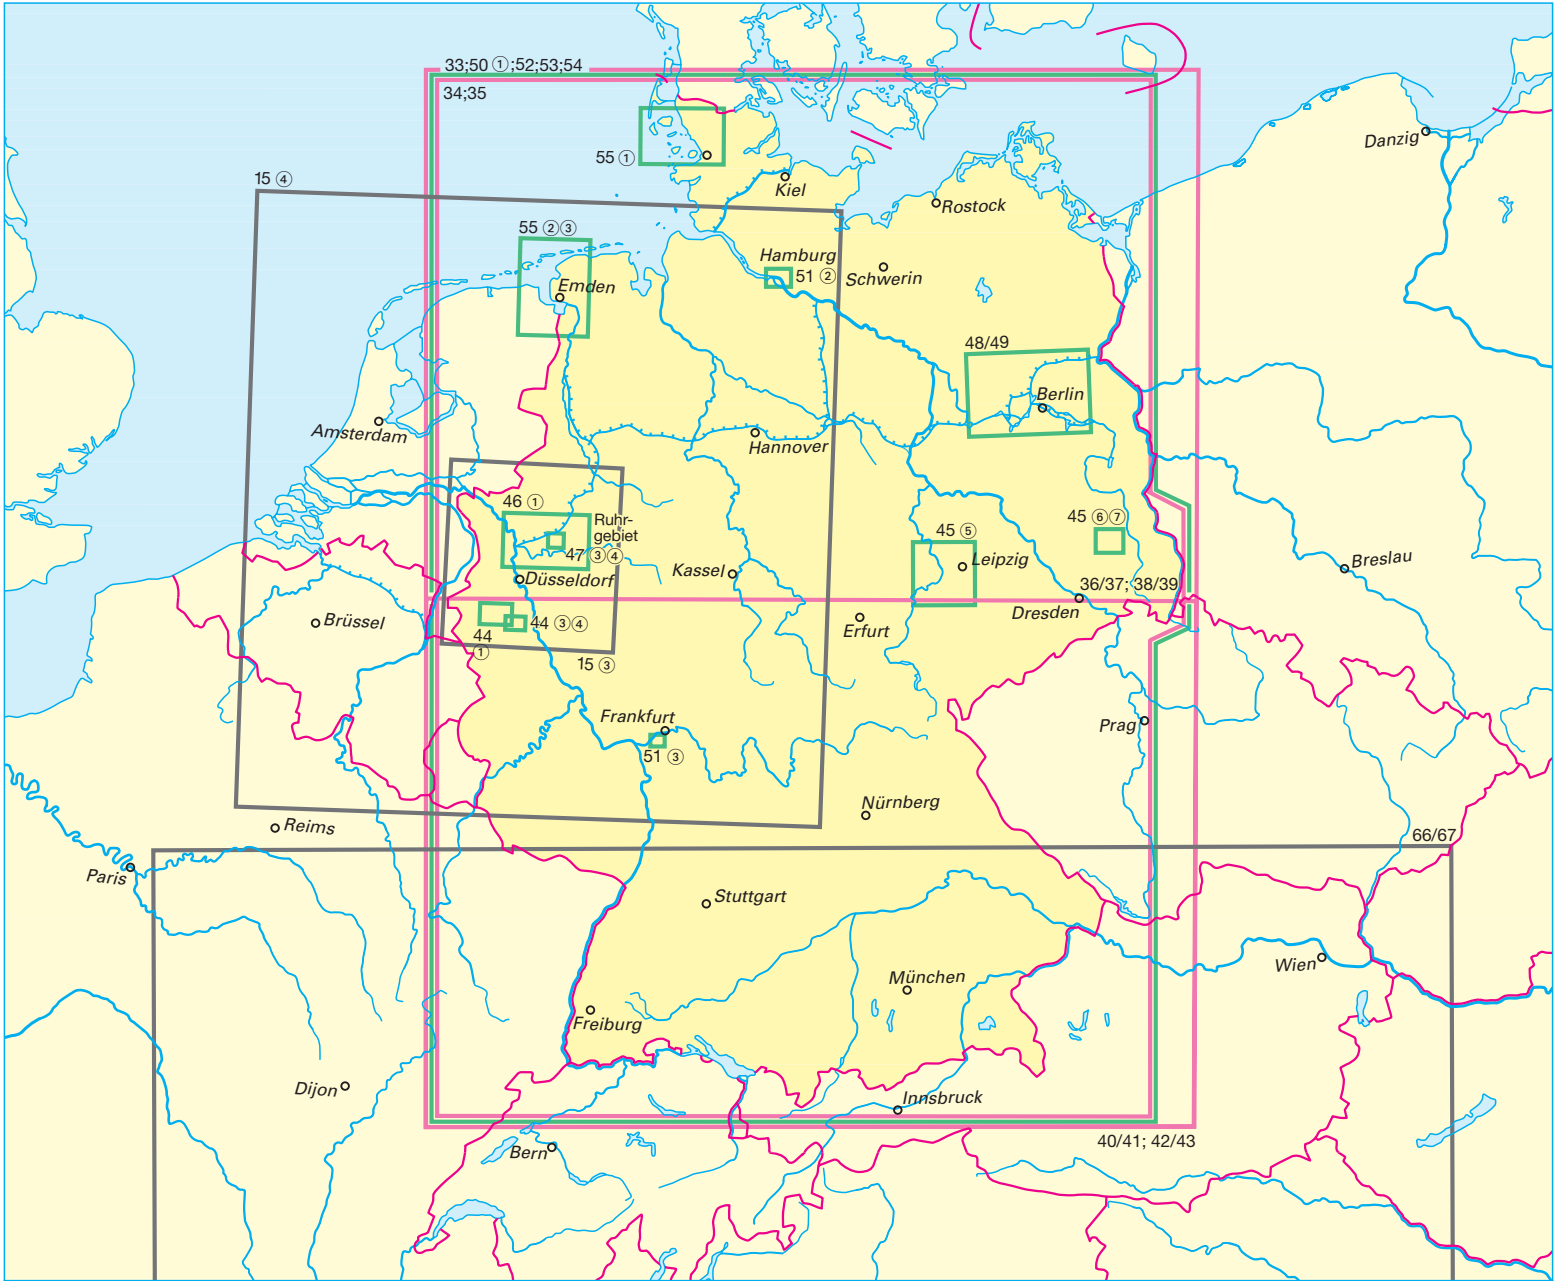 33;50 ①;52;53;54
34;35
55 ①
Danzig
15 ④
Kiel
Rostock
55 ②③
Hamburg
51 ②
Schwerin
Emden
48/49
Berlin
Amsterdam
Hannover
46 ①
Ruhr-
gebiet
47 ③④
45 ⑤
45 ⑥⑦
Leipzig
Breslau
Kassel
Düsseldorf
36/37; 38/39
Dresden
Brüssel
44
①
44 ③④
Erfurt
15 ③
Frankfurt
51 ③
Prag
Nürnberg
Reims
66/67
Paris
Stuttgart
München
Wien
Freiburg
Dijon
Innsbruck
Bern
40/41; 42/43